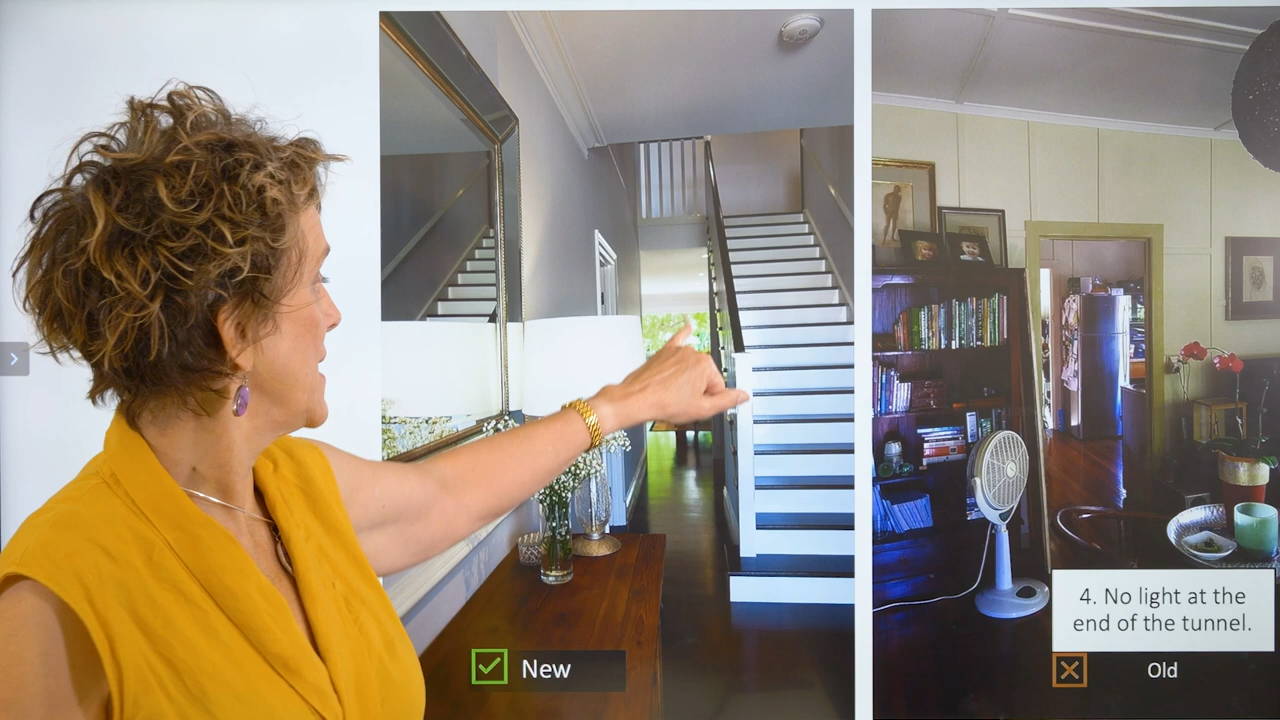 New
4. No light at the
end of the tunnel.
Old